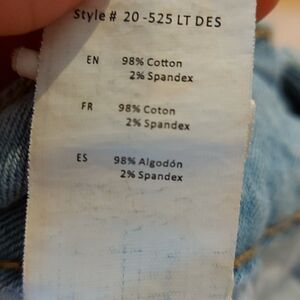 Style # 20-525 LT DES
EN 98% Cotton
2% Spandex
FR 98% Coton
2% Spandex
ES 98% Algodón
2% Spandex